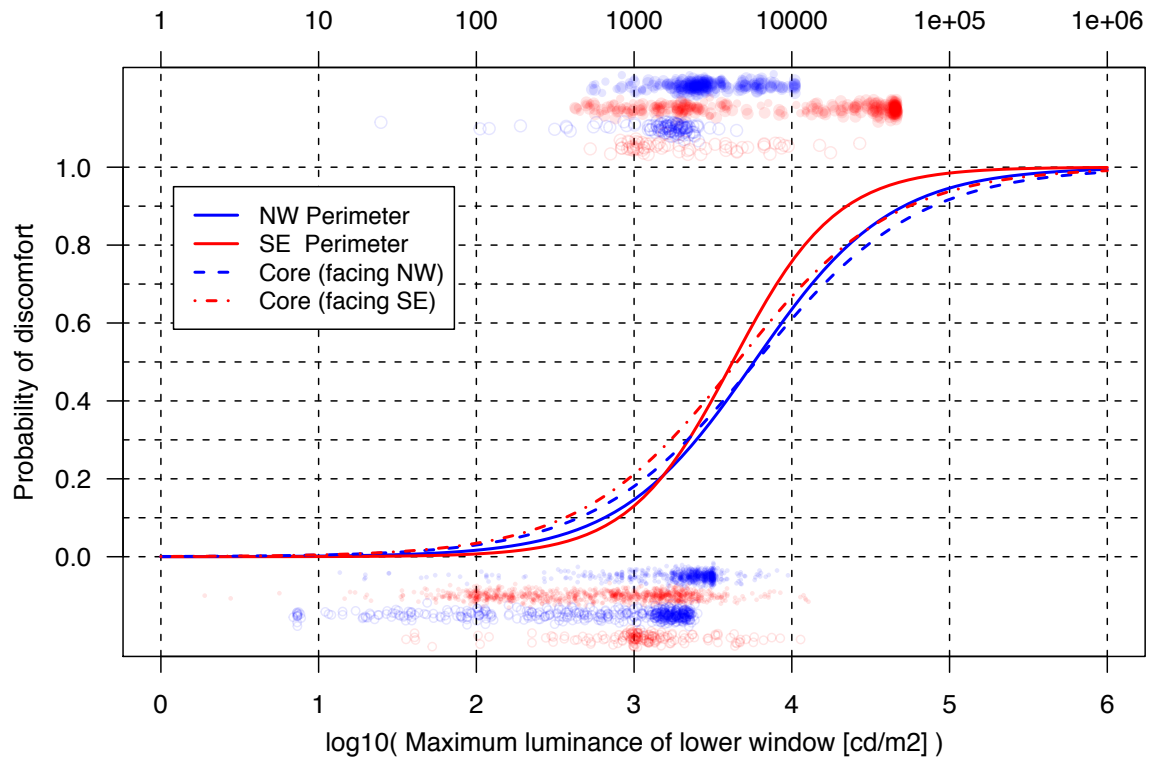 1 10 100 1000 10000 1e+05 1e+06
1.0
0.8
0.6
0.4
0.2
0.0
Probability of discomfort
NW Perimeter
SE Perimeter
Core (facing NW)
Core (facing SE)
0 1 2 3 4 5 6
log10( Maximum luminance of lower window [cd/m2] )